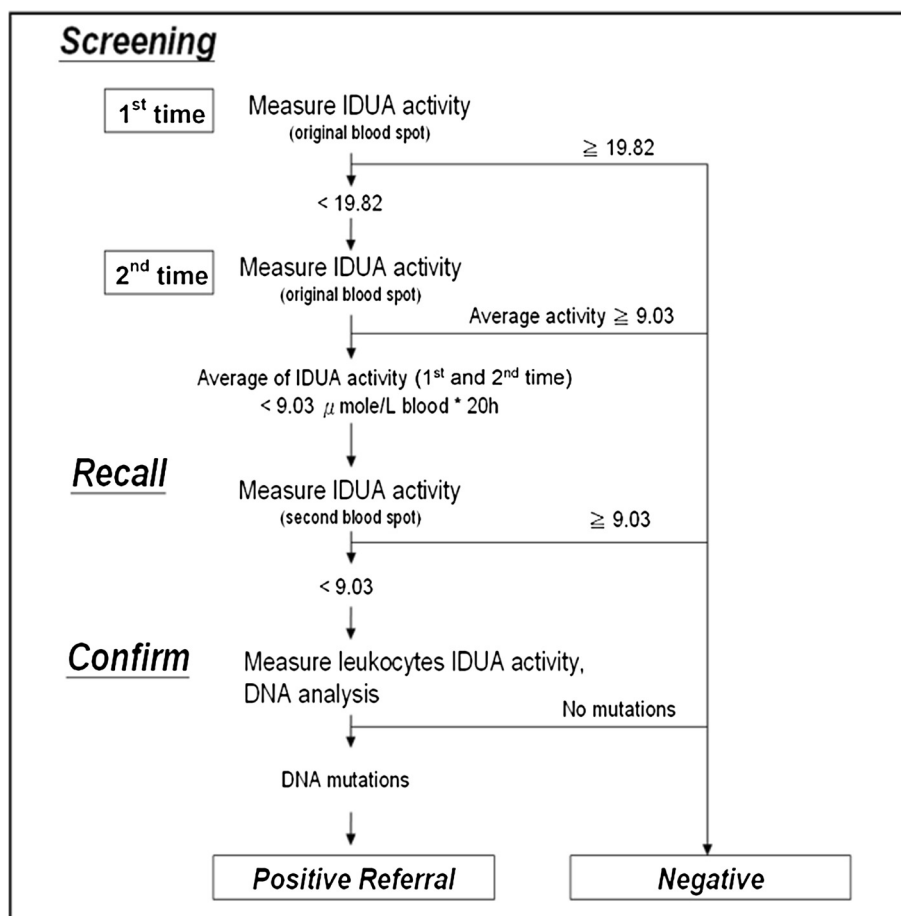 Screening
1st time
Measure IDUA activity
(original blood spot)
≧ 19.82
< 19.82
2nd time
Measure IDUA activity
(original blood spot)
Average activity ≧ 9.03
Average of IDUA activity (1st and 2nd time)
< 9.03 μ mole/L blood * 20h
Recall
Measure IDUA activity
(second blood spot)
≧ 9.03
< 9.03
Confirm
Measure leukocytes IDUA activity,
DNA analysis
No mutations
DNA mutations
Positive Referral
Negative